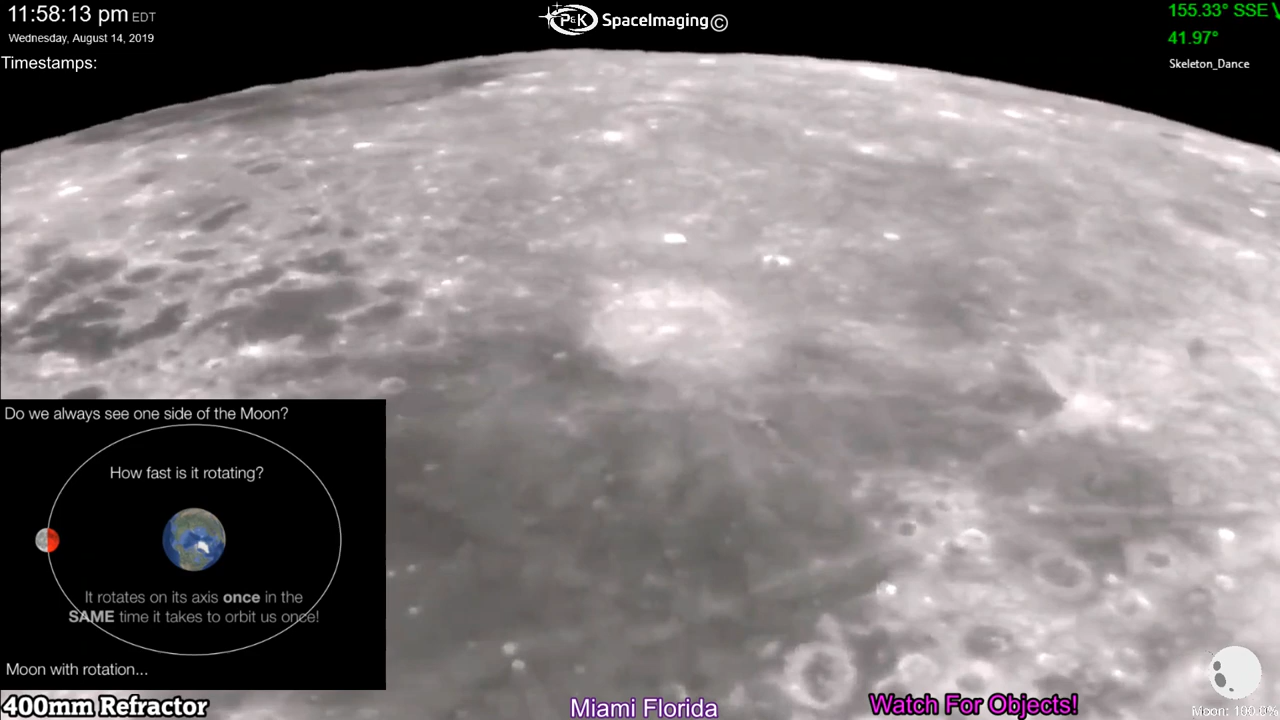 11:58:13 pm EDT
Wednesday, August 14, 2019
Timestamps:
P&K SpaceImaging©
155.33° SSE
41.97°
Skeleton_Dance
Do we always see one side of the Moon?
How fast is it rotating?
It rotates on its axis once in the
SAME time it takes to orbit us once!
Moon with rotation...
400mm Refractor
Miami Florida
Watch For Objects!
Moon: 100.0%